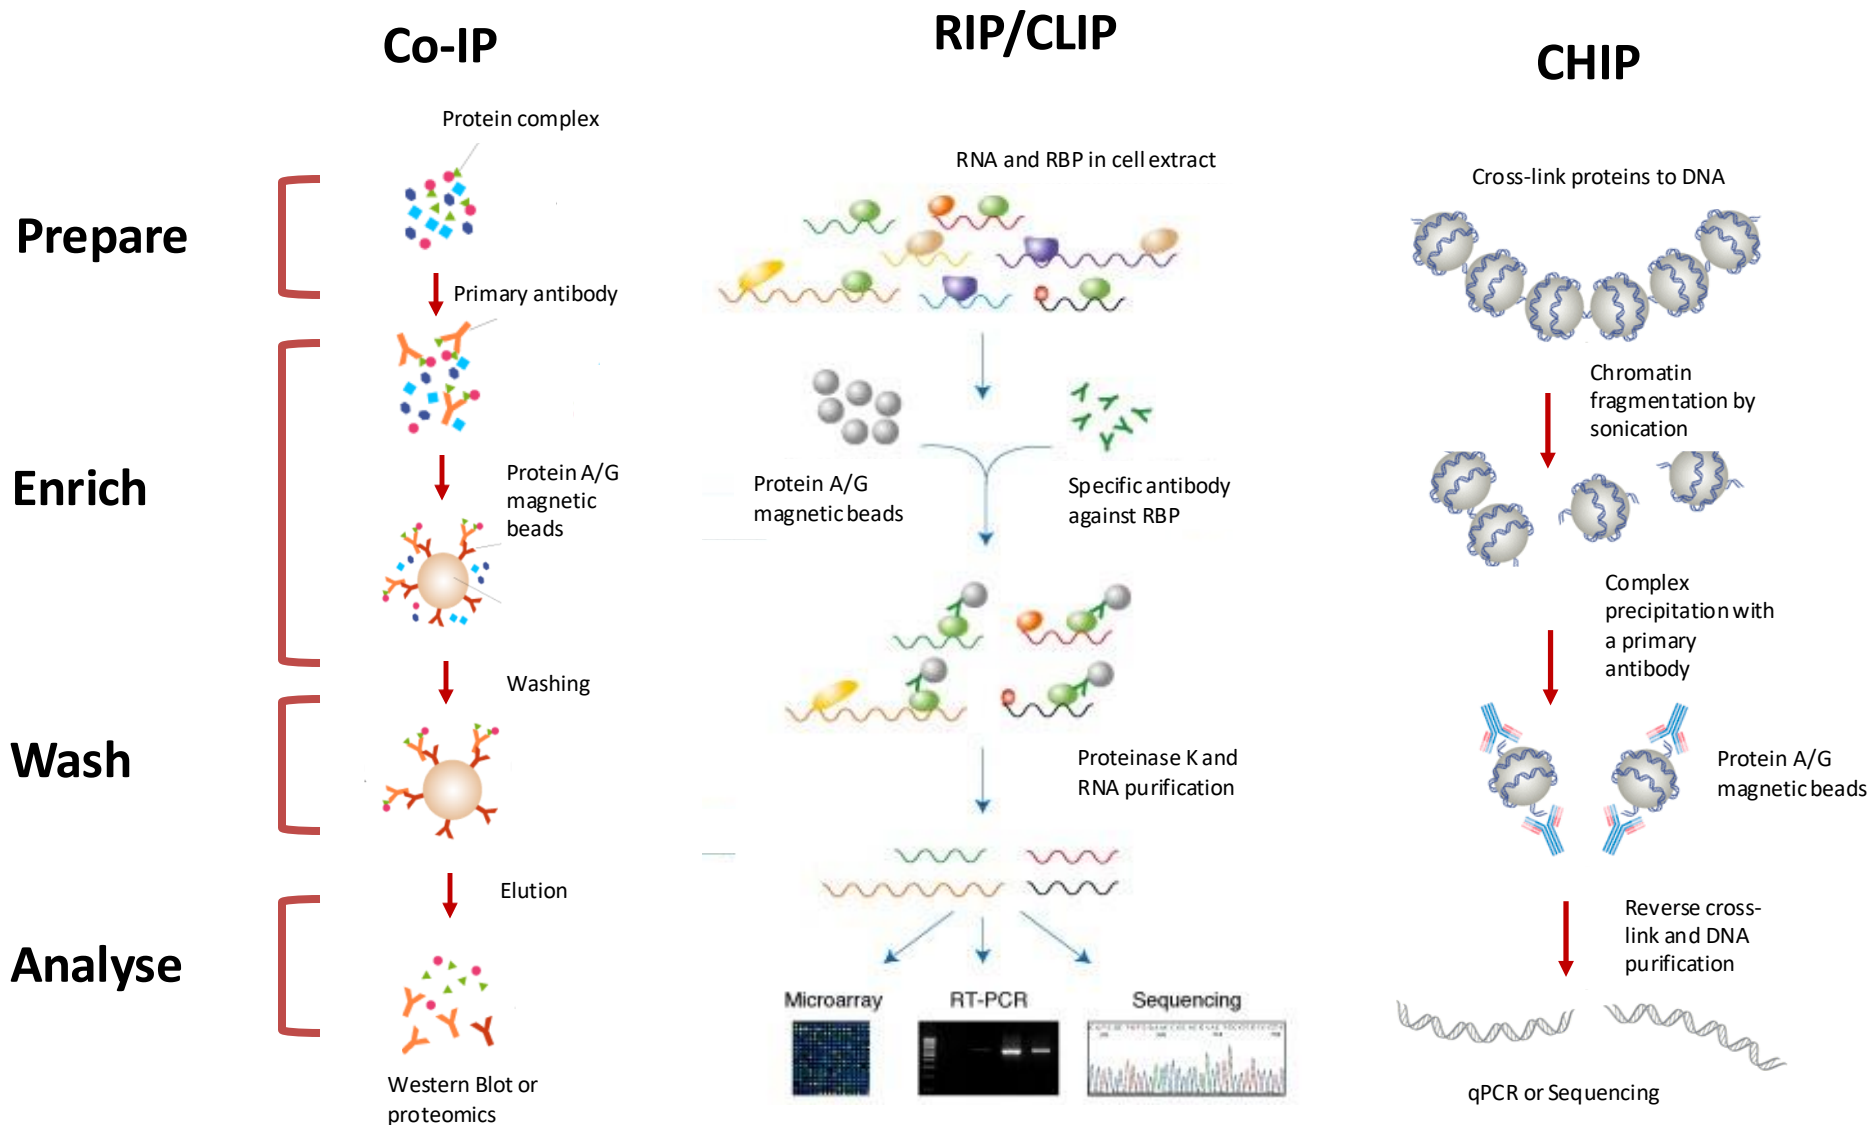 Co-IP
RIP/CLIP
CHIP
Prepare
Enrich
Wash
Analyse
Protein complex
Primary antibody
Protein A/G
magnetic
beads
Washing
Elution
Western Blot or
proteomics
RNA and RBP in cell extract
Protein A/G
magnetic beads
Specific antibody
against RBP
Proteinase K and
RNA purification
Microarray
RT-PCR
Sequencing
Cross-link proteins to DNA
Chromatin
fragmentation by
sonication
Complex
precipitation with
a primary
antibody
Protein A/G
magnetic beads
Reverse cross-
link and DNA
purification
qPCR or Sequencing